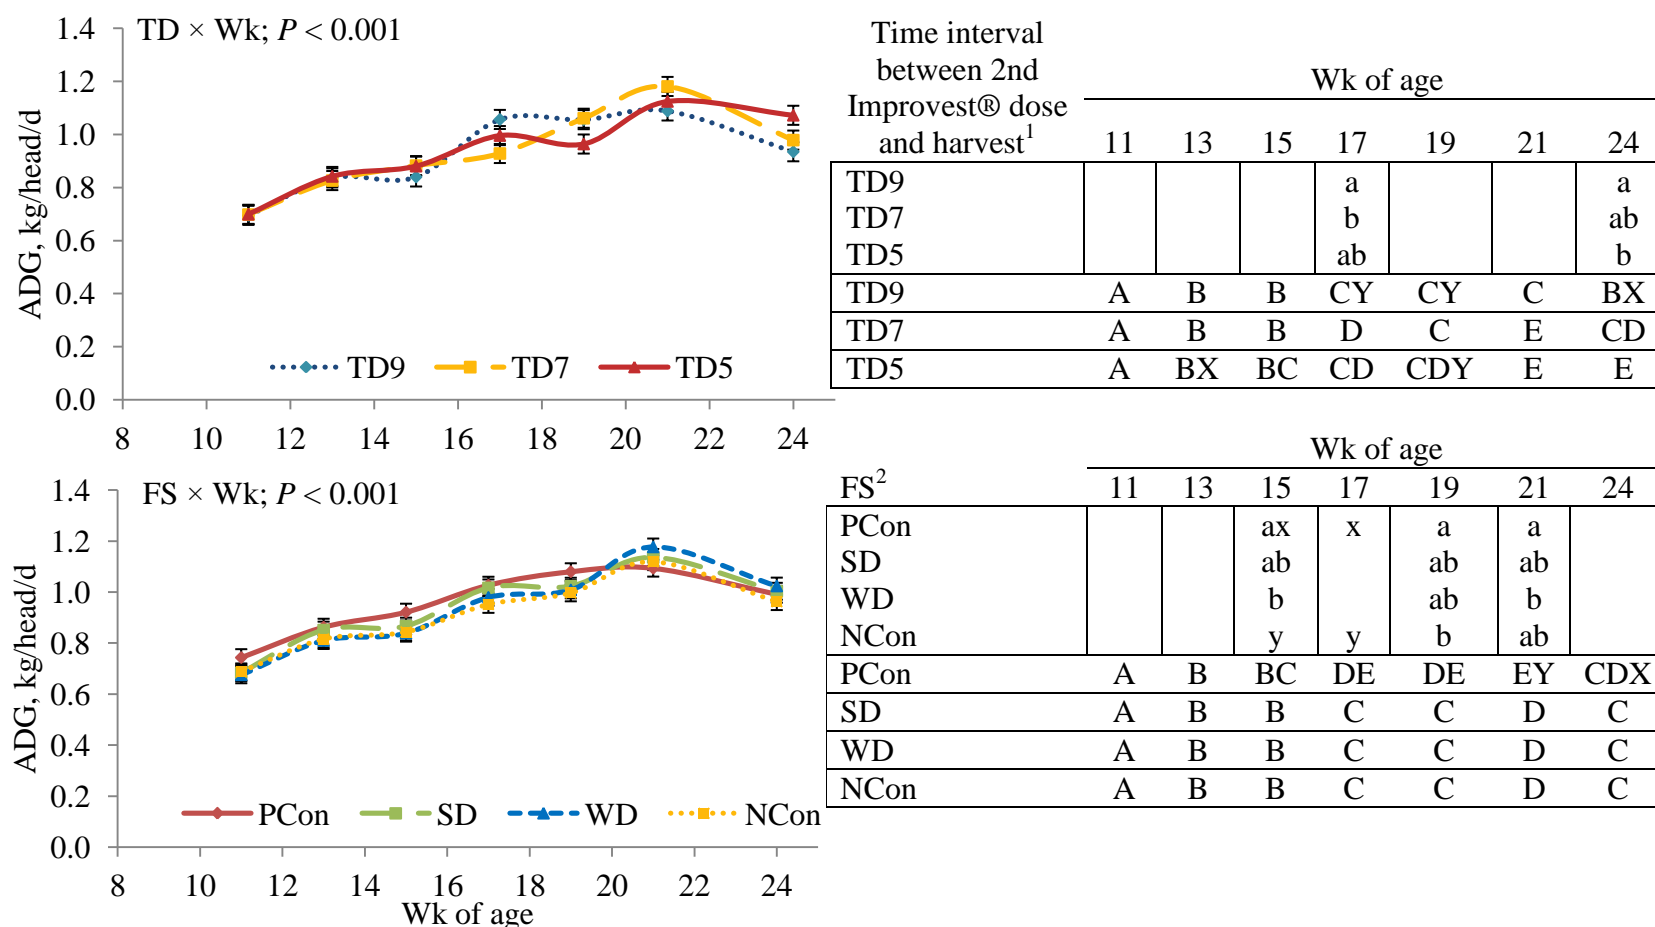 TD × Wk; P < 0.001
ADG, kg/head/d
1.4
1.2
1.0
0.8
0.6
0.4
0.2
0.0
TD9 TD7 TD5
8 10 12 14 16 18 20 22 24
Time interval
between 2nd
Improvest® dose
and harvest1
Wk of age
11 13 15 17 19 21 24
TD9 a a
TD7 b ab
TD5 ab b
TD9 A B B CY CY C BX
TD7 A B B D C E CD
TD5 A BX BC CD CDY E E
FS × Wk; P < 0.001
ADG, kg/head/d
1.4
1.2
1.0
0.8
0.6
0.4
0.2
0.0
PCon SD WD NCon
8 10 12 14 16 18 20 22 24
Wk of age
Wk of age
FS2 11 13 15 17 19 21 24
PCon ax x a a
SD ab ab ab
WD b ab b
NCon y y b ab
PCon A B BC DE DE EY CDX
SD A B B C C D C
WD A B B C C D C
NCon A B B C C D C